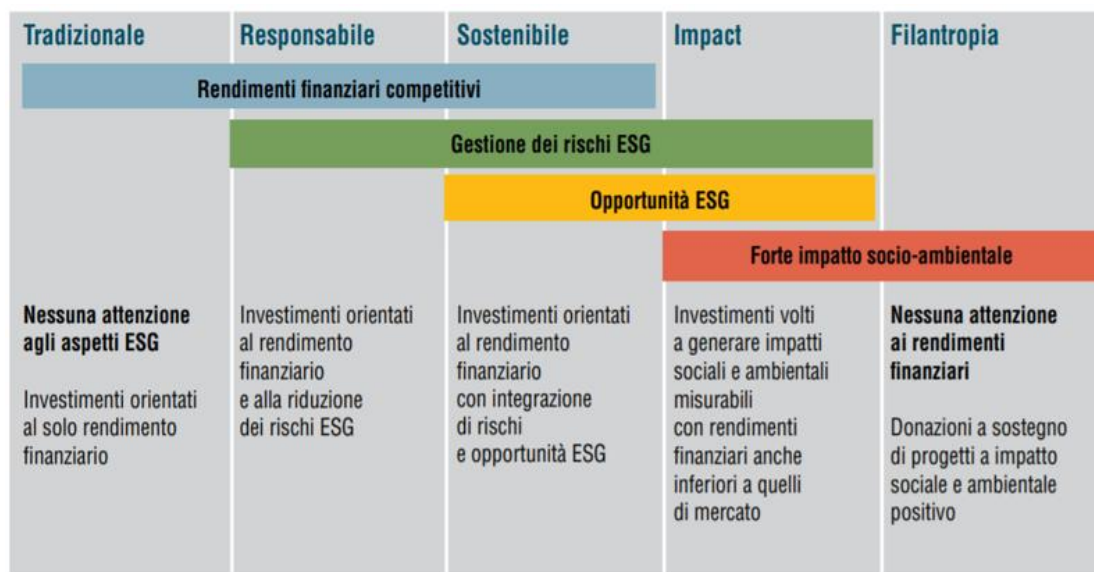 Tradizionale
Responsabile
Sostenibile
Impact
Filantropia
Rendimenti finanziari competitivi
Gestione dei rischi ESG
Opportunità ESG
Forte impatto socio-ambientale
Nessuna attenzione
agli aspetti ESG
Investimenti orientati
al solo rendimento
finanziario
Investimenti orientati
al rendimento
finanziario
e alla riduzione
dei rischi ESG
Investimenti orientati
al rendimento
finanziario
con integrazione
di rischi
e opportunità ESG
Investimenti volti
a generare impatti
sociali e ambientali
misurabili
con rendimenti
finanziari anche
inferiori a quelli
di mercato
Nessuna attenzione
ai rendimenti
finanziari
Donazioni a sostegno
di progetti a impatto
sociale e ambientale
positivo